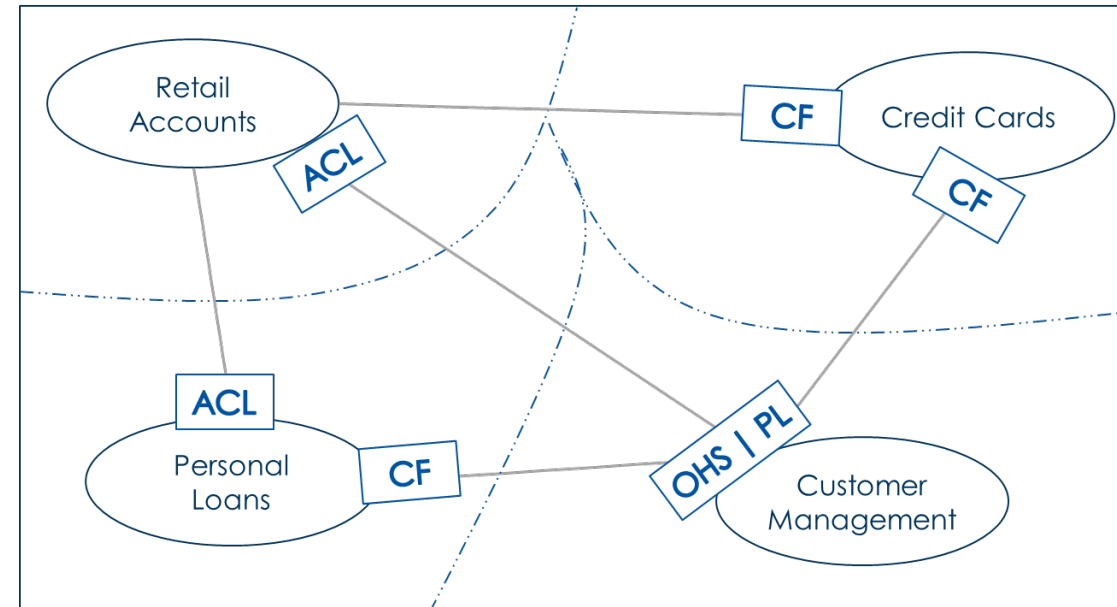 Retail
Accounts
CF
Credit Cards
ACL
CF
ACL
Personal
Loans
CF
OHS | PL
Customer
Management